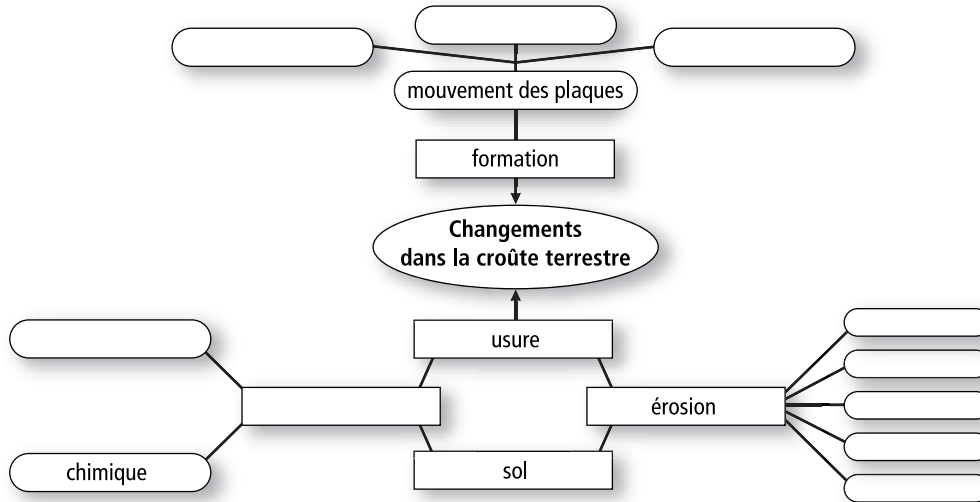 mouvement des plaques
formation
Changements
dans la croûte terrestre
usure
érosion
chimique
sol